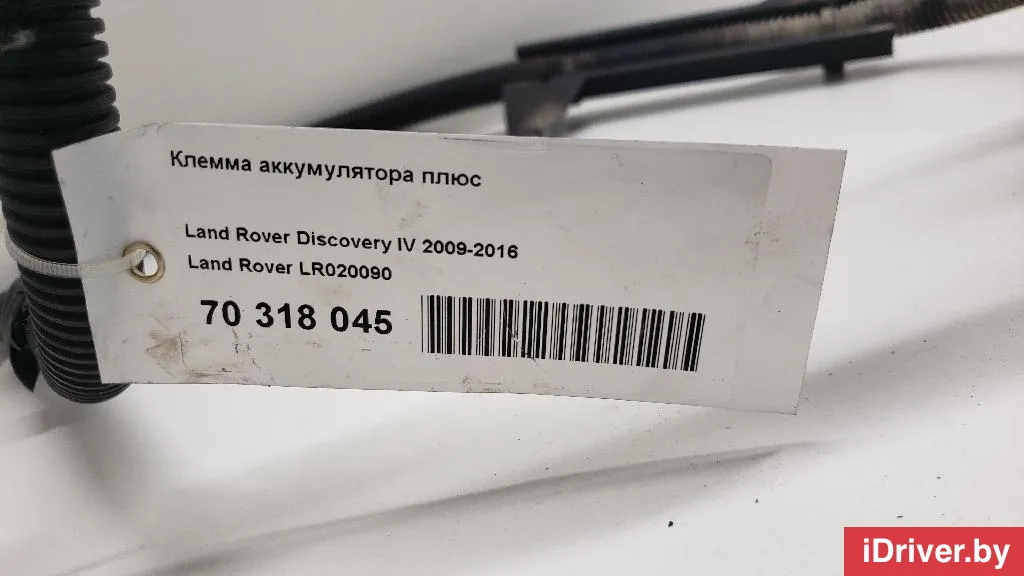 Клемма аккумулятора плюс
Land Rover Discovery IV 2009-2016
Land Rover LR020090
70 318 045
iDriver.by